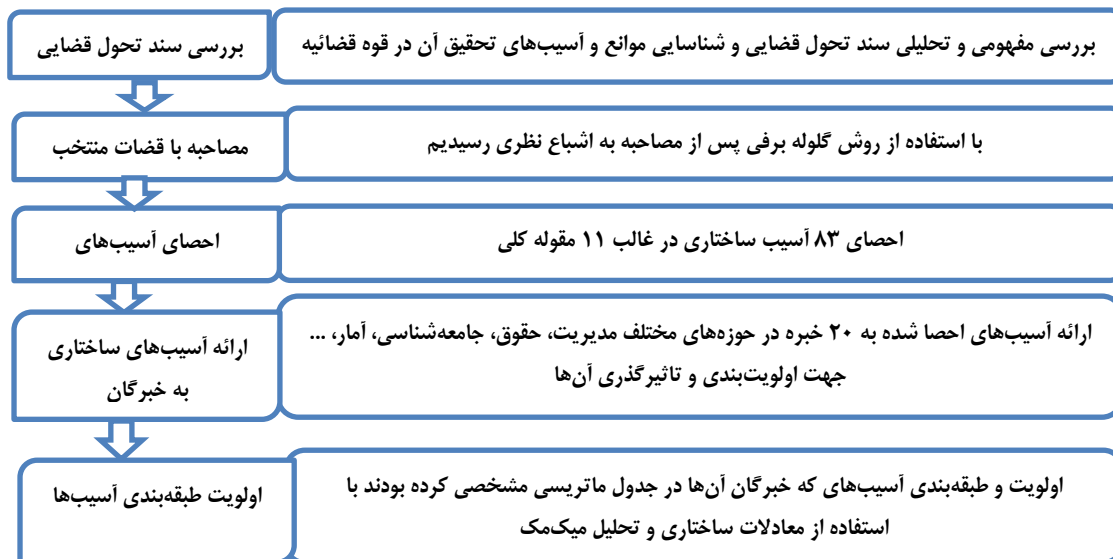 بررسی سند تحول قضایی
بررسی مفهومی و تحلیلی سند تحول قضایی و شناسایی موانع و آسیب‌های تحقیق آن در قوه قضائیه
مصاحبه با قضات منتخب
با استفاده از روش گلوله برفی پس از مصاحبه به اشباع نظری رسیدیم
احصای آسیب‌های
احصای ۸۳ آسیب ساختاری در غالب ۱۱ مقوله کلی
ارائه آسیب‌های ساختاری
به خبرگان
ارائه آسیب‌های احصا شده به ۲۰ خبره در حوزه‌های مختلف مدیریت، حقوق، جامعه‌شناسی، آمار، ...
جهت اولویت‌بندی و تاثیرگذری آن‌ها
اولویت طبقه‌بندی آسیب‌ها
اولویت و طبقه‌بندی آسیب‌های که خبرگان آن‌ها در جدول ماتریسی مشخصی کرده بودند با
استفاده از معادلات ساختاری و تحلیل میک‌مک